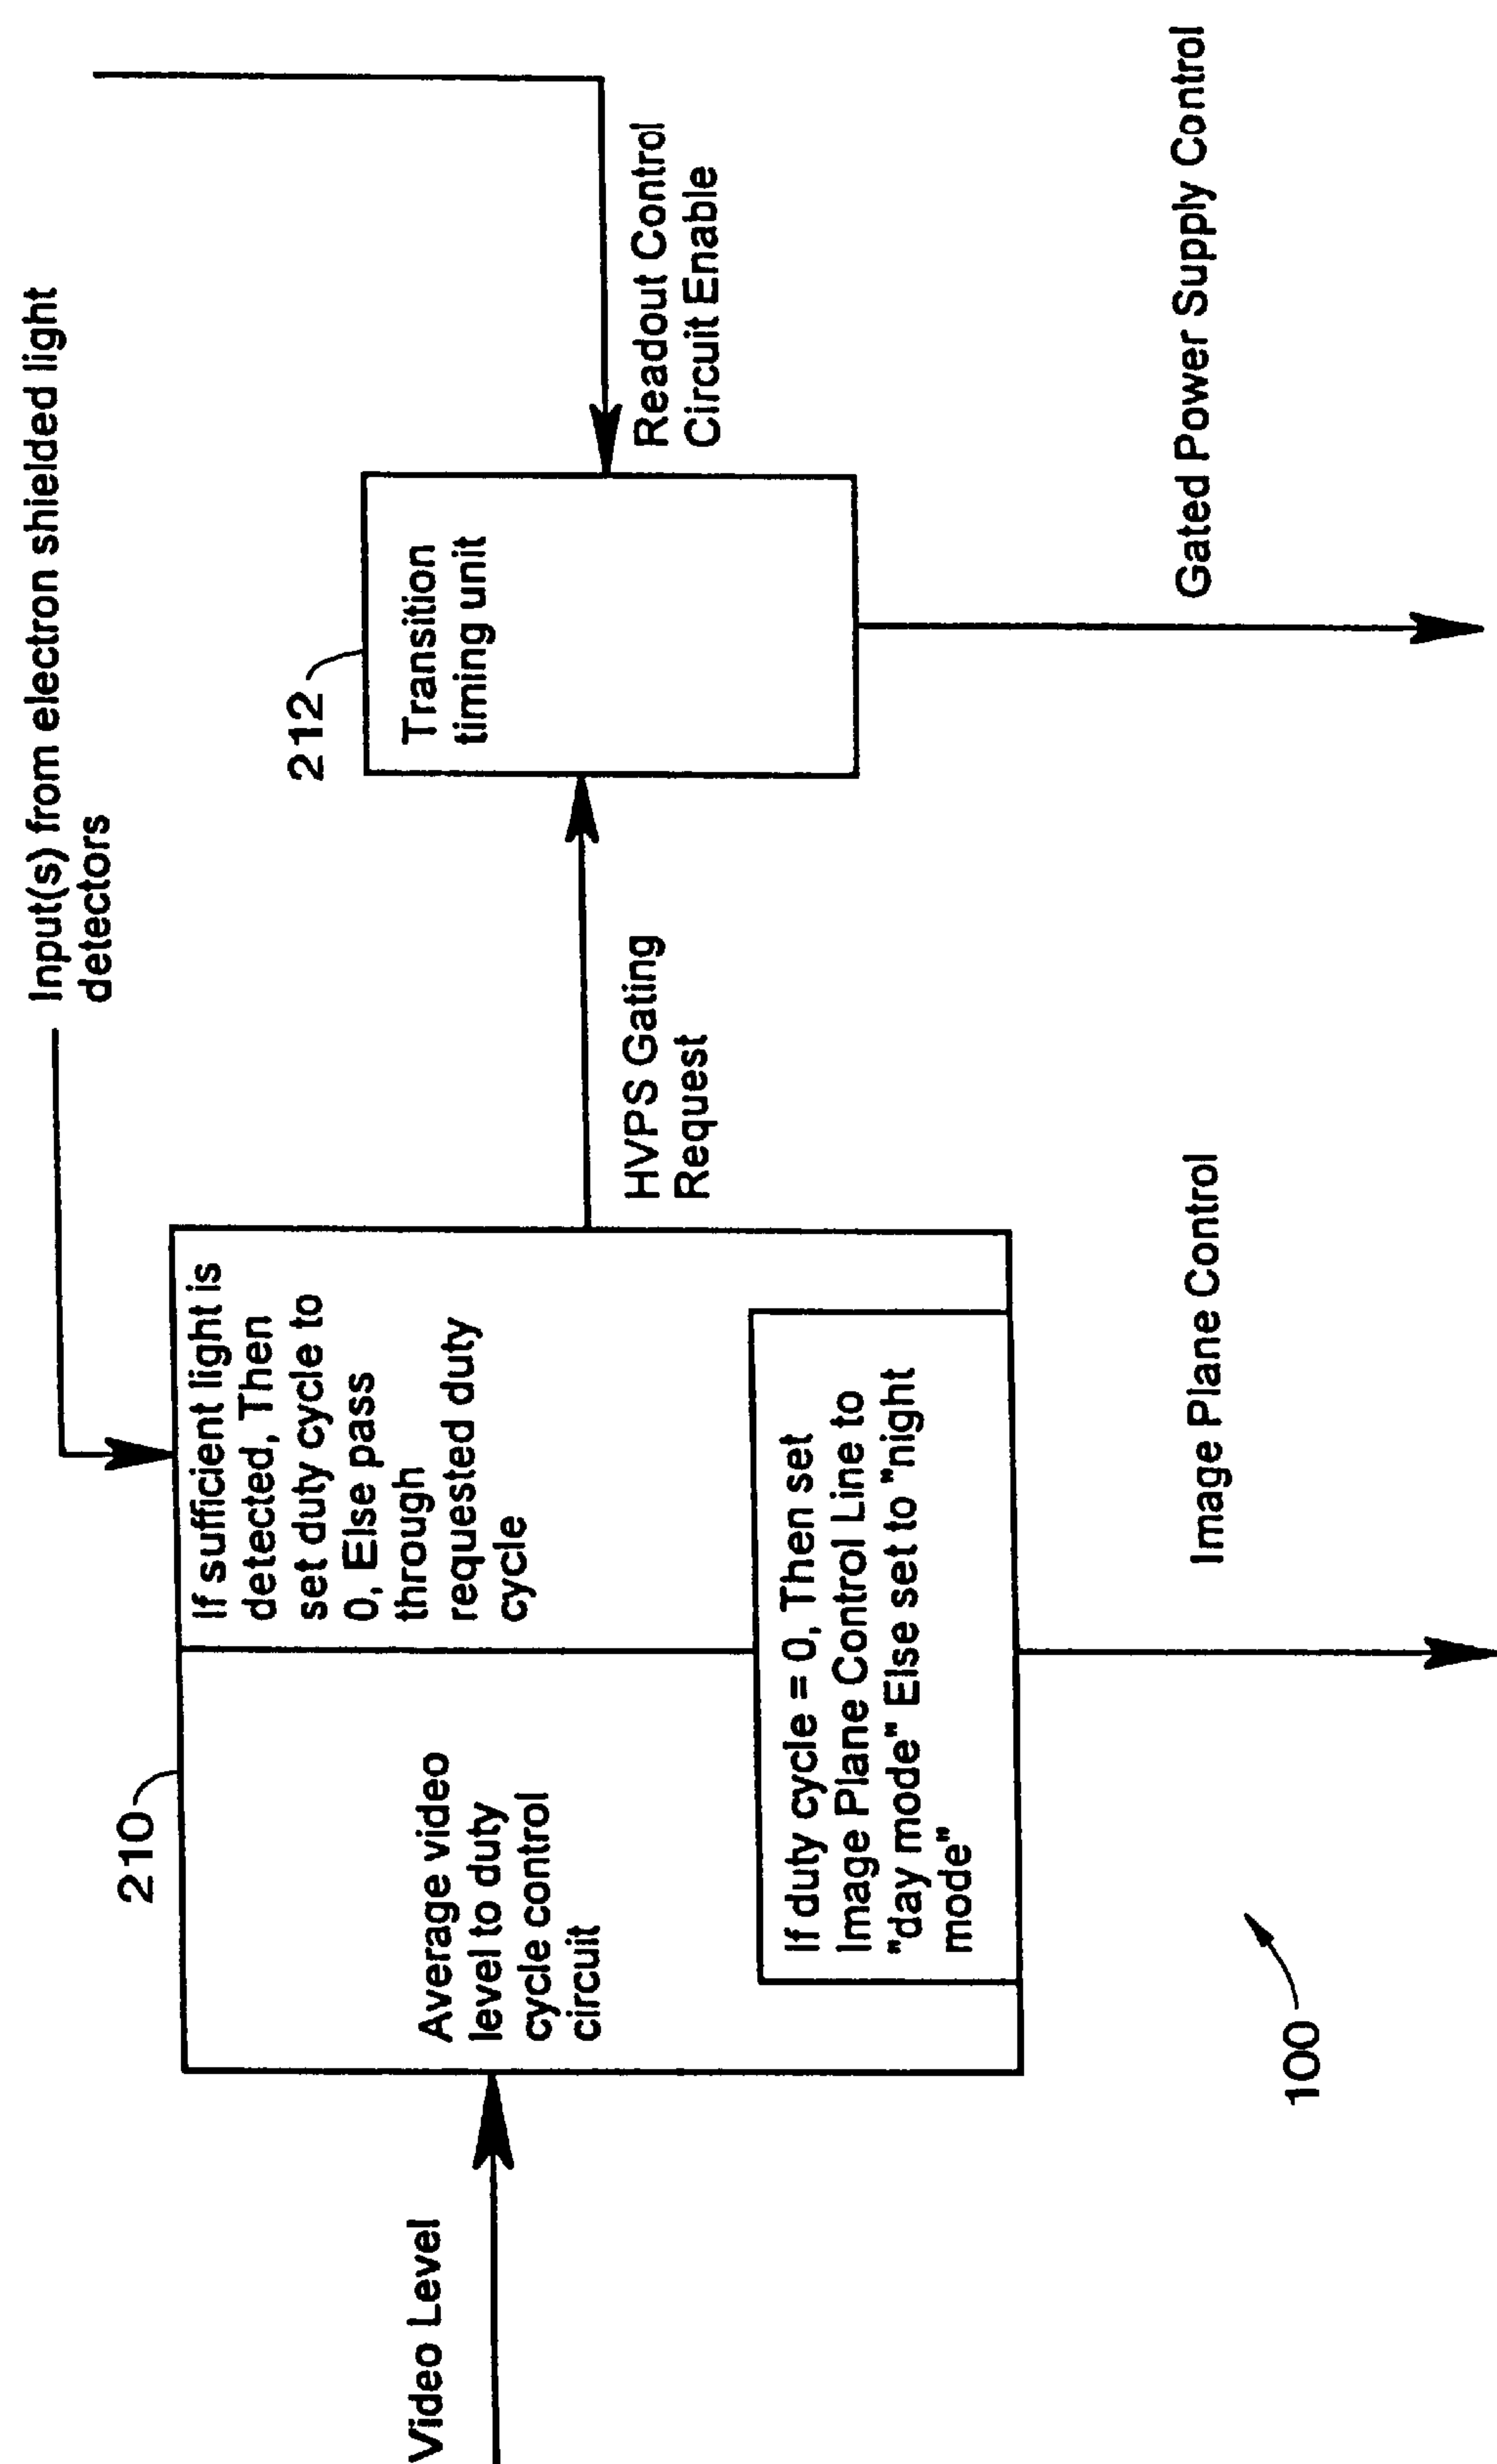 Input(s) from electron shielded light
detectors
210
If sufficient light is
detected, Then
set duty cycle to
0, Else pass
through
requested duty
cycle
212
Transition
timing unit
Video Level
Average video
level to duty
cycle control
circuit
HVPS Gating
Request
Readout Control
Circuit Enable
If duty cycle = 0, Then set
Image Plane Control Line to
"day mode" Else set to "night
mode"
Image Plane Control
Gated Power Supply Control
100